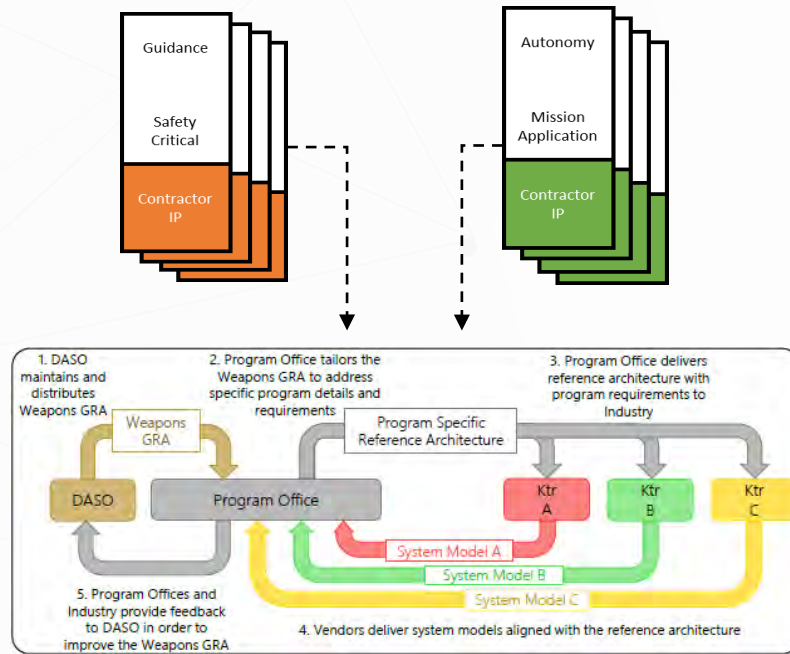 Guidance
Safety
Critical
Contractor
IP
Autonomy
Mission
Application
Contractor
IP
1. DASO
maintains and
distributes
Weapons GRA
2. Program Office tailors the
Weapons GRA to address
specific program details and
requirements
3. Program Office delivers
reference architecture with
program requirements to
Industry
Weapons
GRA
Program Specific
Reference Architecture
DASO
Program Office
Ktr
A
Ktr
B
Ktr
C
System Model A
System Model B
System Model C
5. Program Offices and
Industry provide feedback
to DASO in order to
improve the Weapons GRA
4. Vendors deliver system models aligned with the reference architecture